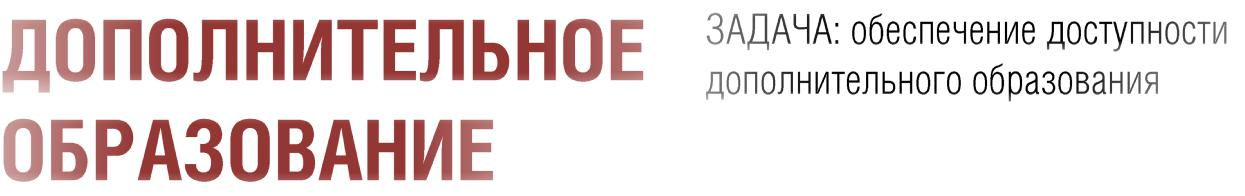 ДОПОЛНИТЕЛЬНОЕ
ОБРАЗОВАНИЕ
ЗАДАЧА: обеспечение доступности
дополнительного образования